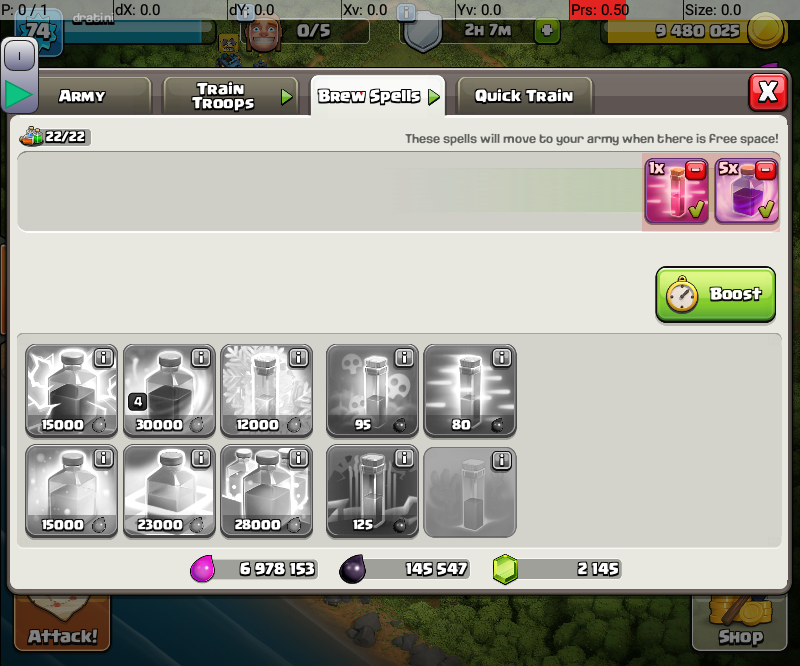 P: 0 / 1 dX: 0.0 dY: 0.0 Xv: 0.0 Yv: 0.0 Prs: 0.50 Size: 0.0
74 dratini 0/5 2H 7M + 9 480 025
Army Train Troops Brew Spells Quick Train X
22/22 These spells will move to your army when there is free space!
1x 5x
Boost
i i i i i
4
15000 30000 12000 95 80
i i i i i
15000 23000 28000 125
6 978 153 145 547 2 145
Attack! Shop